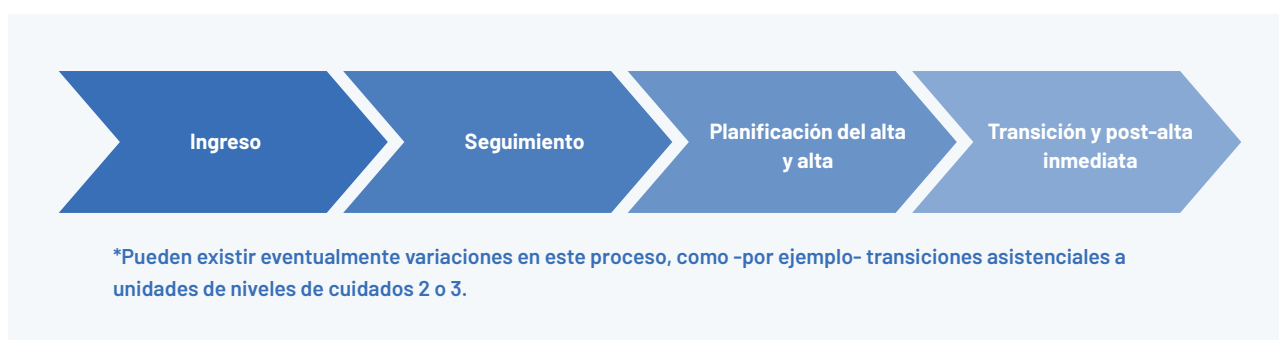 Ingreso
Seguimiento
Planificación del alta
y alta
Transición y post-alta
inmediata
*Pueden existir eventualmente variaciones en este proceso, como -por ejemplo- transiciones asistenciales a
unidades de niveles de cuidados 2 o 3.